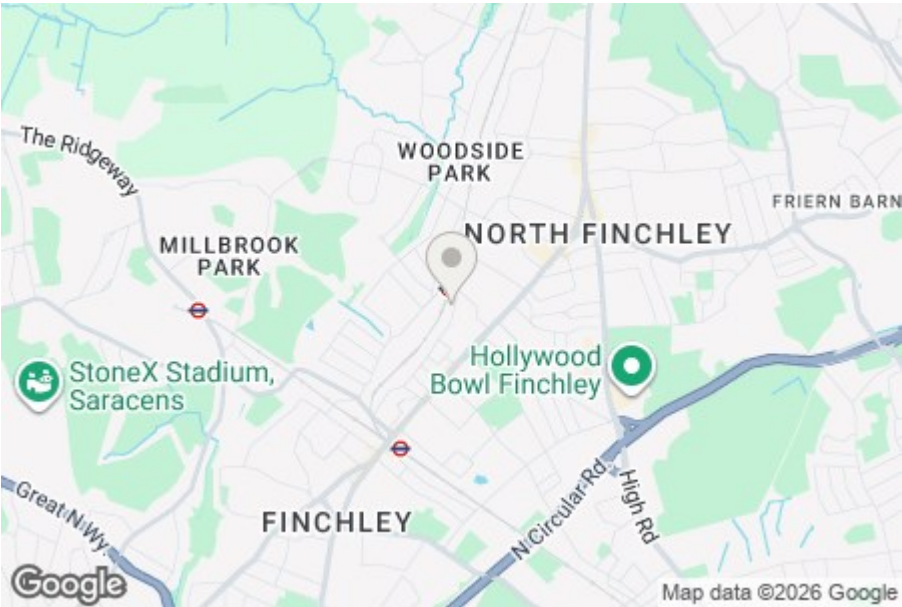 The Ridgeway
WOODSIDE
PARK
FRIERN BARN
NORTH FINCHLEY
MILLBROOK
PARK
Hollywood
Bowl Finchley
StoneX Stadium,
Saracens
Great N Wy.
N Circular Rd
High Rd
FINCHLEY
Google
Map data ©2026 Google